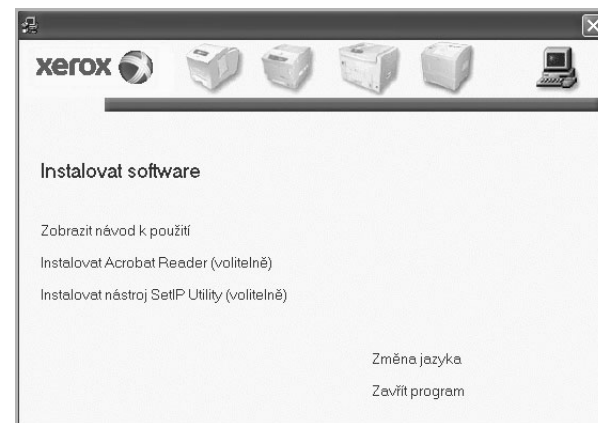 xerox
Instalovat software
Zobrazit návod k použití
Instalovat Acrobat Reader (volitelně)
Instalovat nástroj SetIP Utility (volitelně)
Změna jazyka
Zavřít program